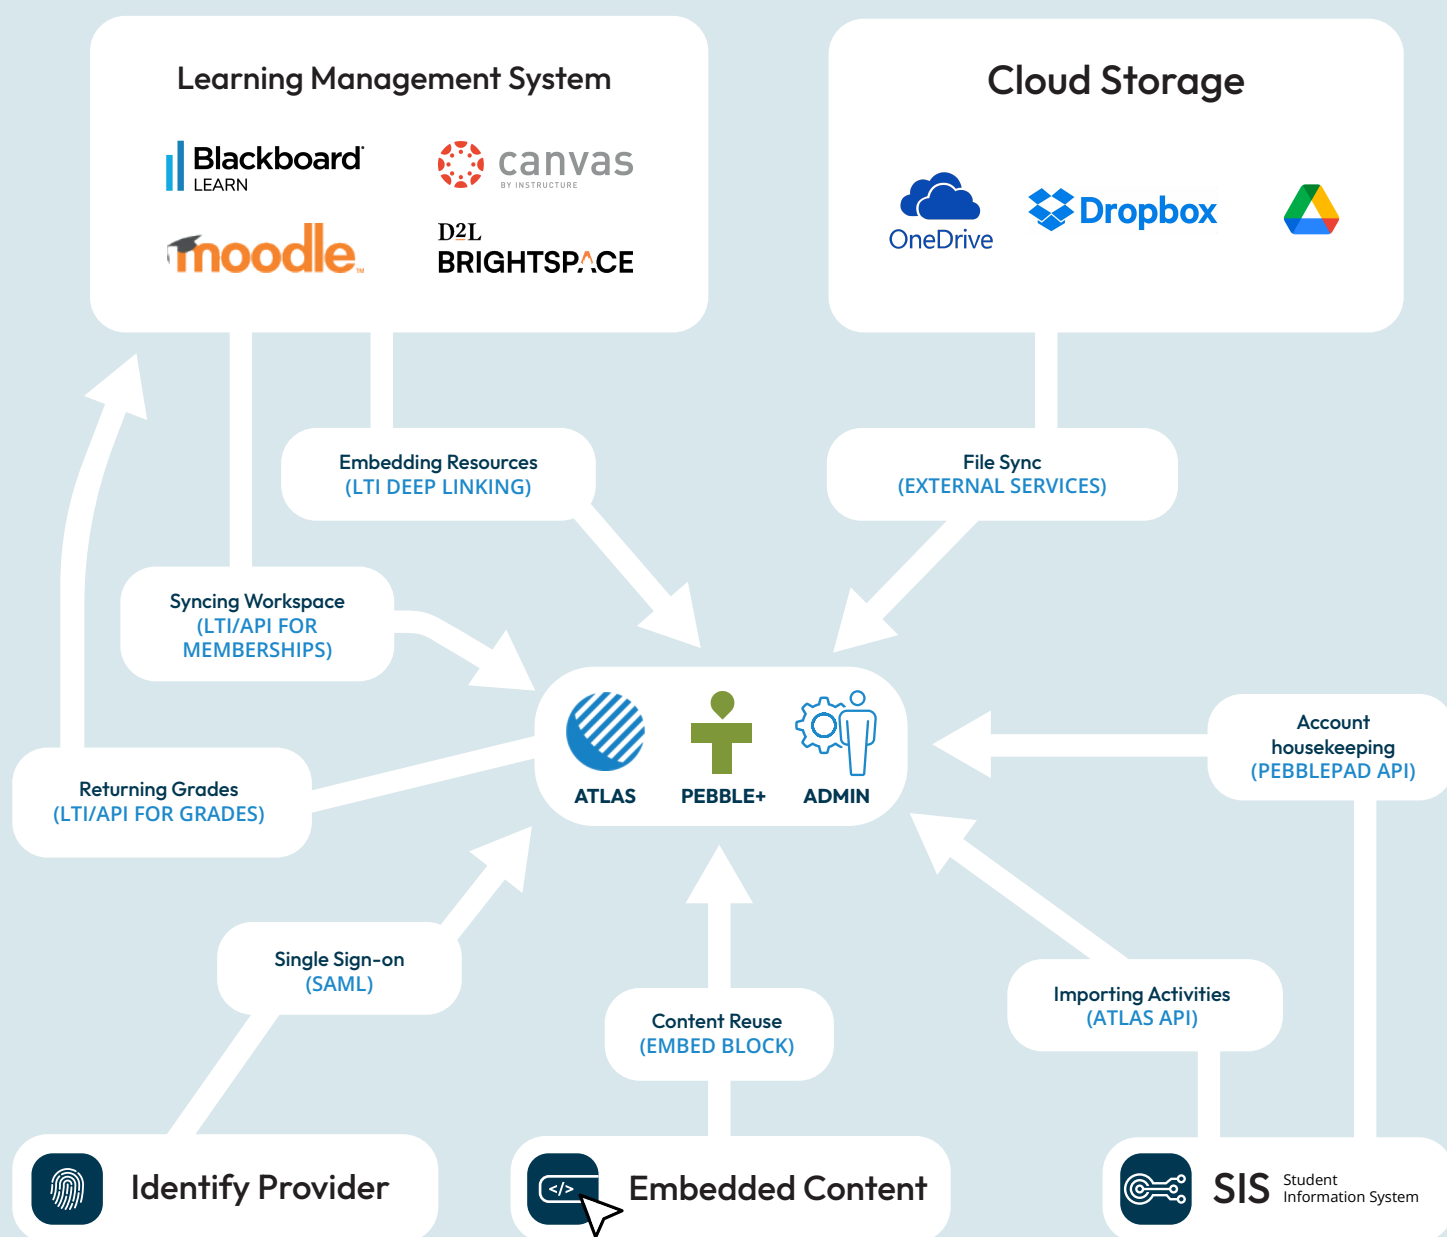 Learning Management System
Blackboard
LEARN
canvas
BY INSTRUCTURE
moodle
TM
D2L
BRIGHTSPACE
Cloud Storage
OneDrive
Dropbox
Embedding Resources
(LTI DEEP LINKING)
File Sync
(EXTERNAL SERVICES)
Syncing Workspace
(LTI/API FOR
MEMBERSHIPS)
ATLAS
PEBBLE+
ADMIN
Account
housekeeping
(PEBBLEPAD API)
Returning Grades
(LTI/API FOR GRADES)
Single Sign-on
(SAML)
Content Reuse
(EMBED BLOCK)
Importing Activities
(ATLAS API)
Identify Provider
</>
Embedded Content
SIS
Student
Information System